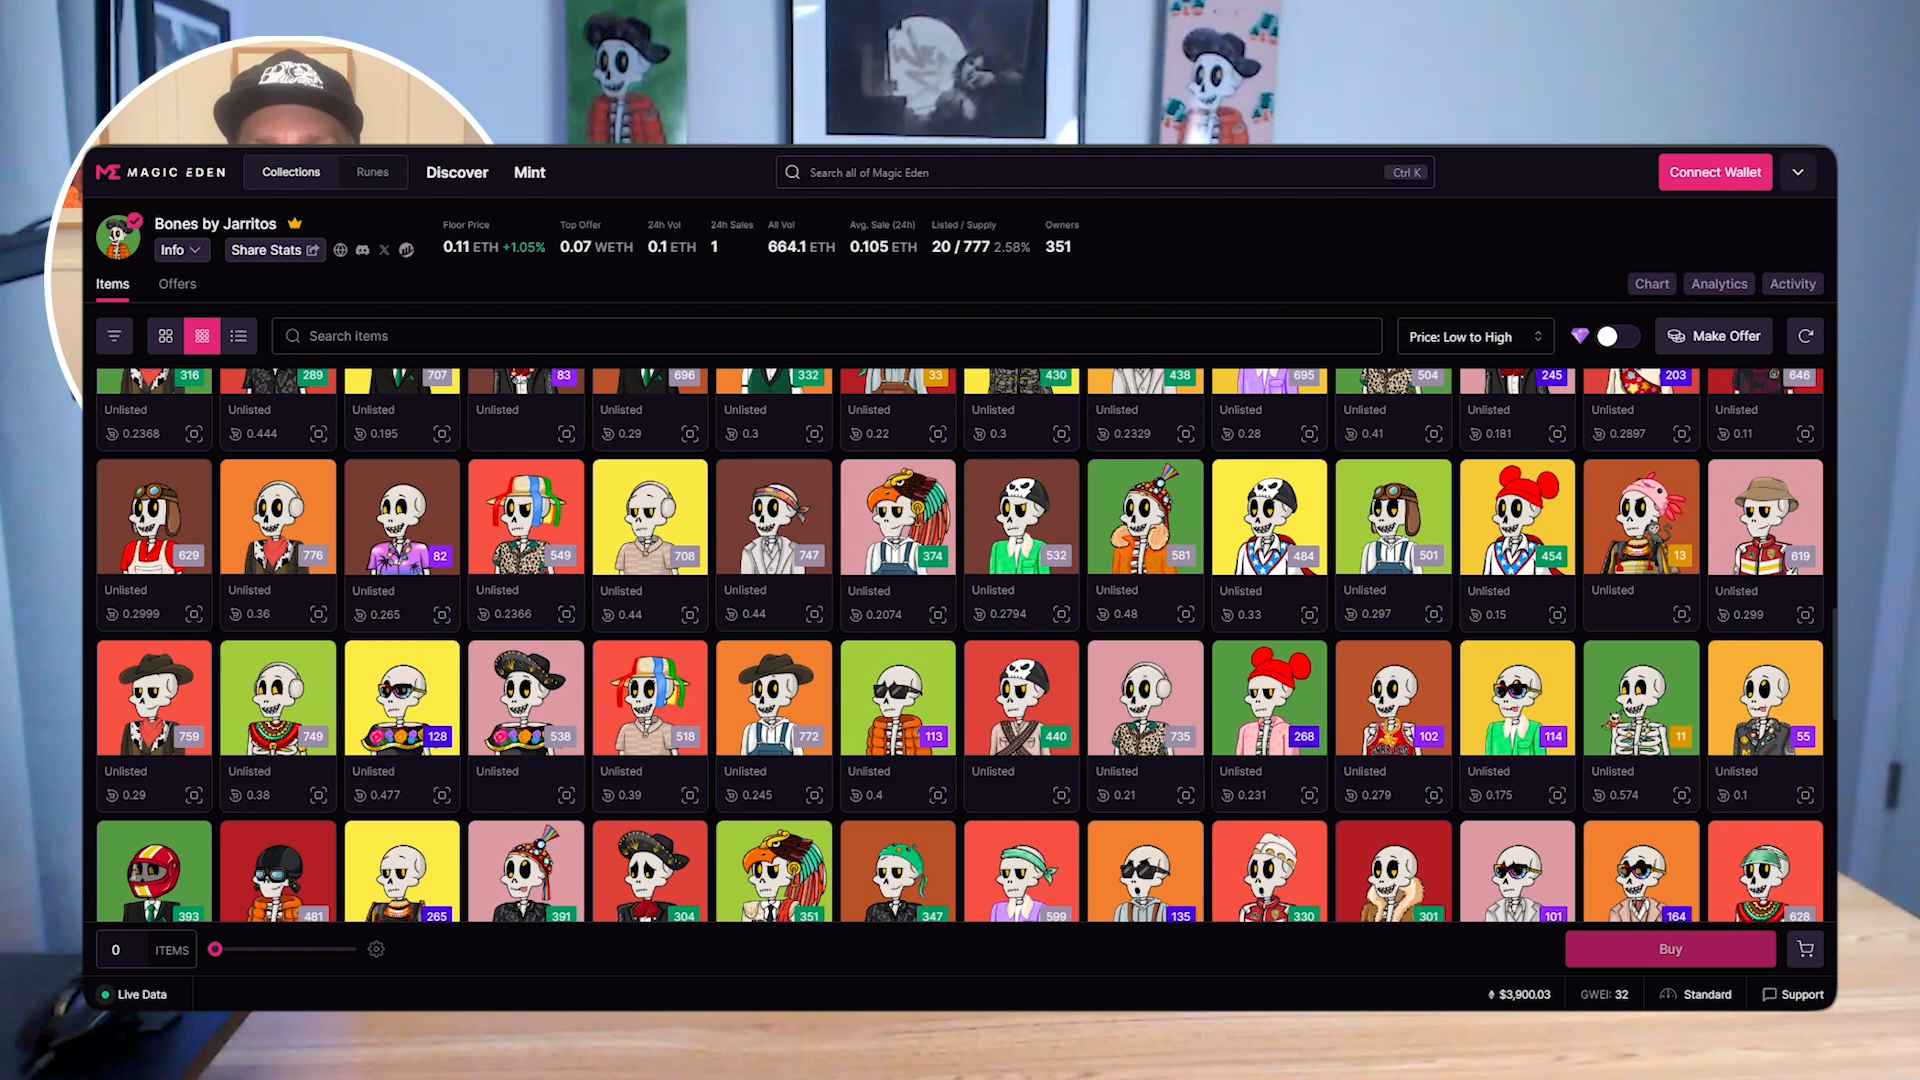 MAGIC EDEN Collections Runes Discover Mint Search all of Magic Eden Ctrl K Connect Wallet
Bones by Jarritos
Info Share Stats
Floor Price Top Offer 24h Vol 24h Sales All Vol Avg. Sale (24h) Listed / Supply Owners
0.11 ETH +1.05% 0.07 WETH 0.1 ETH 1 664.1 ETH 0.105 ETH 20 / 777 2.58% 351
Items Offers Chart Analytics Activity
Search items Price: Low to High Make Offer
316 289 707 83 696 332 33 430 438 695 504 245 203 646
Unlisted Unlisted Unlisted Unlisted Unlisted Unlisted Unlisted Unlisted Unlisted Unlisted Unlisted Unlisted Unlisted Unlisted
0.2368 0.444 0.195 0.29 0.3 0.22 0.3 0.2329 0.28 0.41 0.181 0.2897 0.11
629 776 82 549 708 747 374 532 581 484 501 454 13 619
Unlisted Unlisted Unlisted Unlisted Unlisted Unlisted Unlisted Unlisted Unlisted Unlisted Unlisted Unlisted Unlisted Unlisted
0.2999 0.36 0.265 0.2366 0.44 0.44 0.2074 0.2794 0.48 0.33 0.297 0.15 0.299
759 749 128 538 518 772 113 440 735 268 102 114 11 55
Unlisted Unlisted Unlisted Unlisted Unlisted Unlisted Unlisted Unlisted Unlisted Unlisted Unlisted Unlisted Unlisted Unlisted
0.29 0.38 0.477 0.39 0.245 0.4 0.21 0.231 0.279 0.175 0.574 0.1
393 481 265 391 304 351 347 599 135 330 301 101 164 628
0 ITEMS Buy
Live Data $3,900.03 GWEI: 32 Standard Support